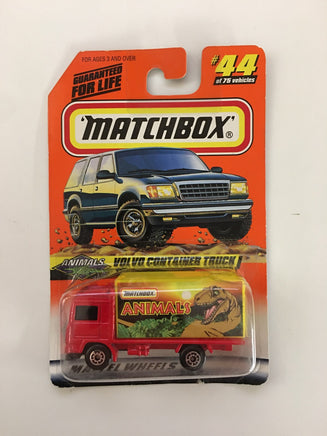 FOR AGES 3 AND OVER
GUARANTEED
FOR LIFE
#44
of 75 vehicles
MATCHBOX®
ANIMALS
VOLVO CONTAINER TRUCK
MATCHBOX
ANIMALS
WHEELS